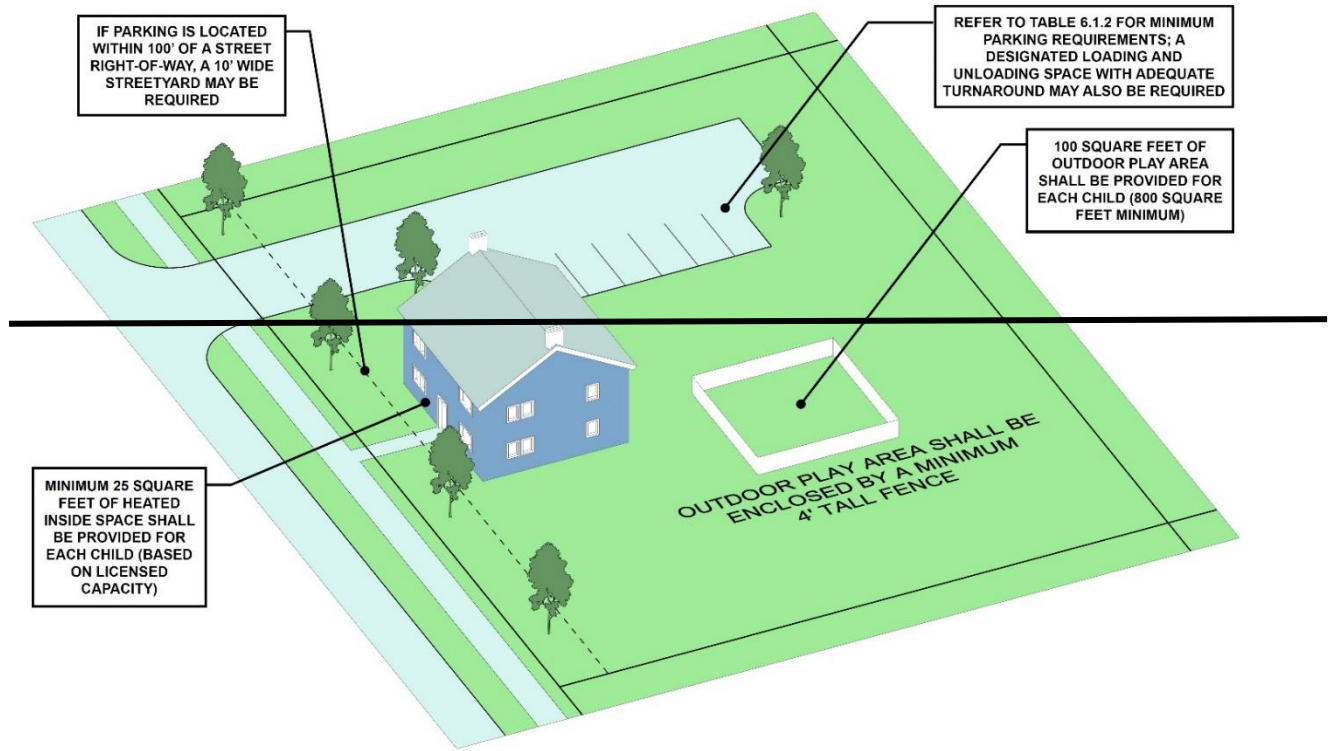 IF PARKING IS LOCATED
WITHIN 100' OF A STREET
RIGHT-OF-WAY, A 10' WIDE
STREETYARD MAY BE
REQUIRED
REFER TO TABLE 6.1.2 FOR MINIMUM
PARKING REQUIREMENTS; A
DESIGNATED LOADING AND
UNLOADING SPACE WITH ADEQUATE
TURNAROUND MAY ALSO BE REQUIRED
100 SQUARE FEET OF
OUTDOOR PLAY AREA
SHALL BE PROVIDED FOR
EACH CHILD (800 SQUARE
FEET MINIMUM)
MINIMUM 25 SQUARE
FEET OF HEATED
INSIDE SPACE SHALL
BE PROVIDED FOR
EACH CHILD (BASED
ON LICENSED
CAPACITY)
OUTDOOR PLAY AREA SHALL BE
ENCLOSED BY A MINIMUM
4' TALL FENCE